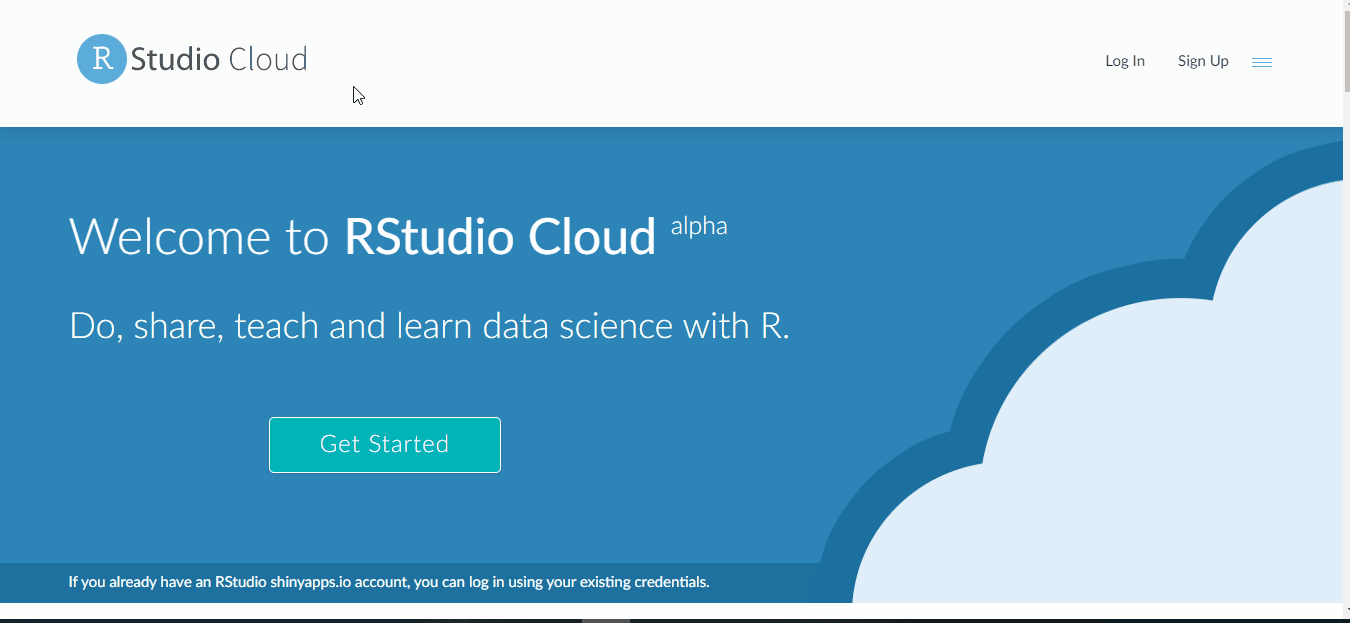 R Studio Cloud
Log In
Sign Up
Welcome to RStudio Cloud alpha
Do, share, teach and learn data science with R.
Get Started
If you already have an RStudio shinyapps.io account, you can log in using your existing credentials.